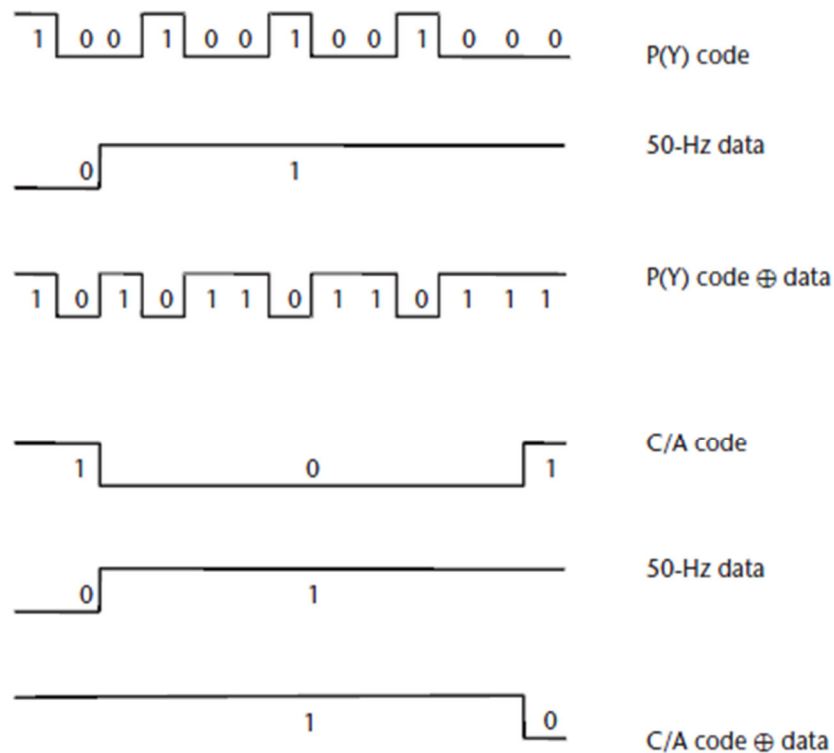 1 0 0 1 0 0 1 0 0 1 0 0 0
P(Y) code
50-Hz data
0 1
P(Y) code ⊕ data
1 0 1 0 1 1 0 1 1 0 1 1 1
C/A code
1 0 1
50-Hz data
0 1
1 0
C/A code ⊕ data